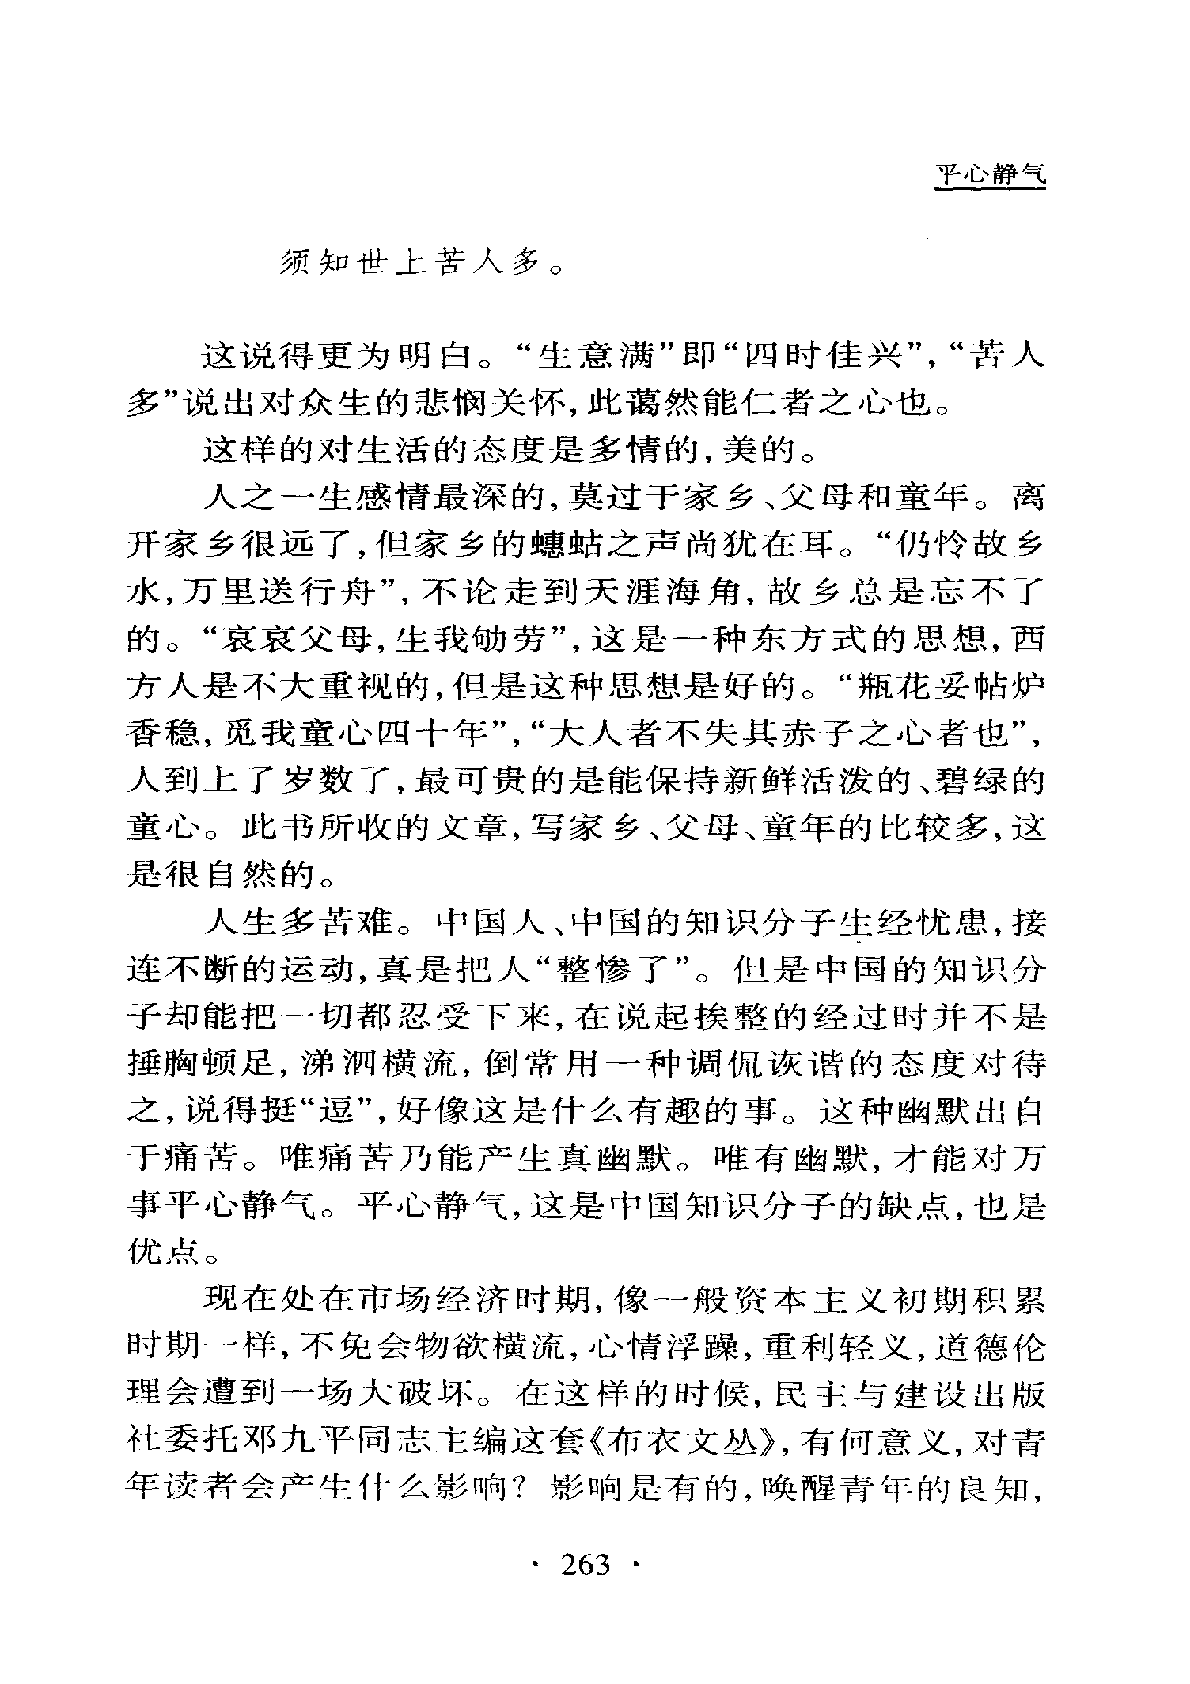 平心静气
须知世上苦人多。
这说得更为明白。“生意满”即“四时佳兴”，“苦人
多”说出对众生的悲悯关怀，此蔼然能仁者之心也。
这样的对生活的态度是多情的，美的。
人之一生感情最深的，莫过于家乡、父母和童年。离
开家乡很远了，但家乡的蟪蛄之声尚犹在耳。“仍怜故乡
水，万里送行舟”，不论走到天涯海角，故乡总是忘不了
的。“哀哀父母，生我劬劳”，这是一种东方式的思想，西
方人是不大重视的，但是这种思想是好的。“瓶花妥帖炉
香稳，觅我童心四十年”，“大人者不失其赤子之心者也”，
人到上了岁数了，最可贵的是能保持新鲜活泼的、碧绿的
童心。此书所收的文章，写家乡、父母、童年的比较多，这
是很自然的。
人生多苦难。中国人、中国的知识分子生经忧患，接
连不断的运动，真是把人“整惨了”。但是中国的知识分
子却能把一切都忍受下来，在说起挨整的经过时并不是
捶胸顿足，涕泗横流，倒常用一种调侃诙谐的态度对待
之，说得挺“逗”，好像这是什么有趣的事。这种幽默出自
于痛苦。唯痛苦乃能产生真幽默。唯有幽默，才能对万
事平心静气。平心静气，这是中国知识分子的缺点，也是
优点。
现在处在市场经济时期，像一般资本主义初期积累
时期一样，不免会物欲横流，心情浮躁，重利轻义，道德伦
理会遭到一场大破坏。在这样的时候，民主与建设出版
社委托邓九平同志主编这套《布衣文丛》，有何意义，对青
年读者会产生什么影响？影响是有的，唤醒青年的良知，
· 263 ·